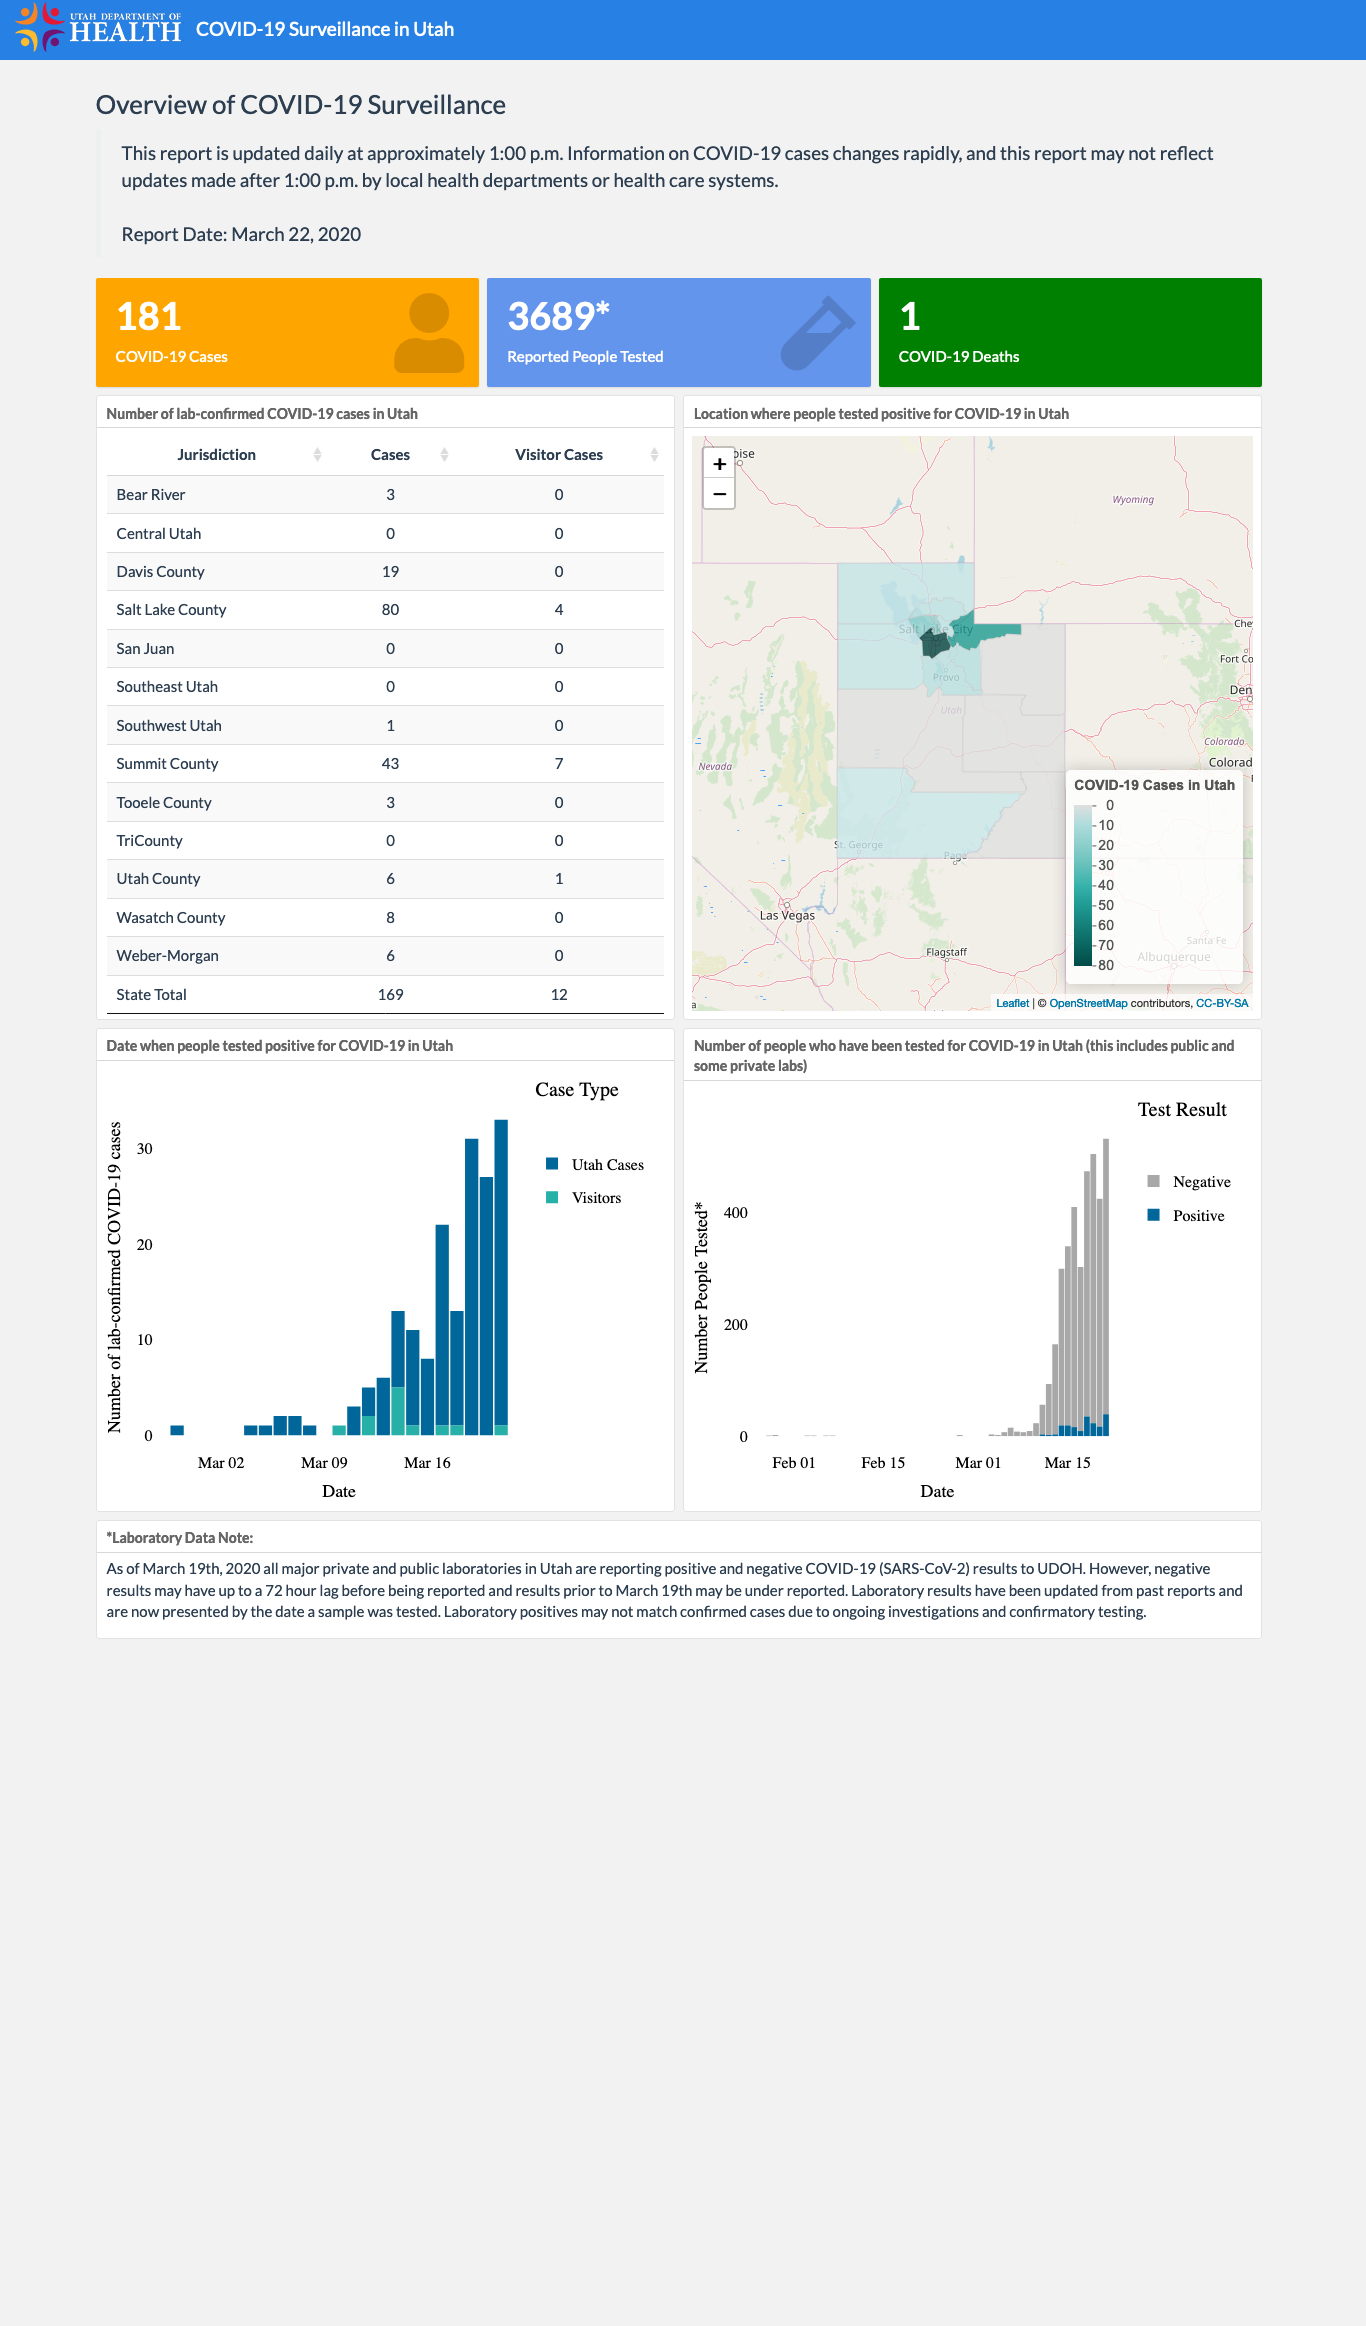 UTAH DEPARTMENT OF
HEALTH
COVID-19 Surveillance in Utah
Overview of COVID-19 Surveillance
This report is updated daily at approximately 1:00 p.m. Information on COVID-19 cases changes rapidly, and this report may not reflect
updates made after 1:00 p.m. by local health departments or health care systems.
Report Date: March 22, 2020
181
COVID-19 Cases
3689*
Reported People Tested
1
COVID-19 Deaths
Number of lab-confirmed COVID-19 cases in Utah
Jurisdiction Cases Visitor Cases
Bear River 3 0
Central Utah 0 0
Davis County 19 0
Salt Lake County 80 4
San Juan 0 0
Southeast Utah 0 0
Southwest Utah 1 0
Summit County 43 7
Tooele County 3 0
TriCounty 0 0
Utah County 6 1
Wasatch County 8 0
Weber-Morgan 6 0
State Total 169 12
Location where people tested positive for COVID-19 in Utah
+
−
oise
Wyoming
Salt Lake City
Che
Fort Co
Provo
Den
Utah
Colorado
Nevada
Colorad
St. George
Page
Las Vegas
Flagstaff
Santa Fe
Albuquerque
a
COVID-19 Cases in Utah
0
10
20
30
40
50
60
70
80
Leaflet | © OpenStreetMap contributors, CC-BY-SA
Date when people tested positive for COVID-19 in Utah
Case Type
Utah Cases
Visitors
Number of lab-confirmed COVID-19 cases
30
20
10
0
Mar 02 Mar 09 Mar 16
Date
Number of people who have been tested for COVID-19 in Utah (this includes public and
some private labs)
Test Result
Negative
Positive
Number People Tested*
400
200
0
Feb 01 Feb 15 Mar 01 Mar 15
Date
*Laboratory Data Note:
As of March 19th, 2020 all major private and public laboratories in Utah are reporting positive and negative COVID-19 (SARS-CoV-2) results to UDOH. However, negative
results may have up to a 72 hour lag before being reported and results prior to March 19th may be under reported. Laboratory results have been updated from past reports and
are now presented by the date a sample was tested. Laboratory positives may not match confirmed cases due to ongoing investigations and confirmatory testing.